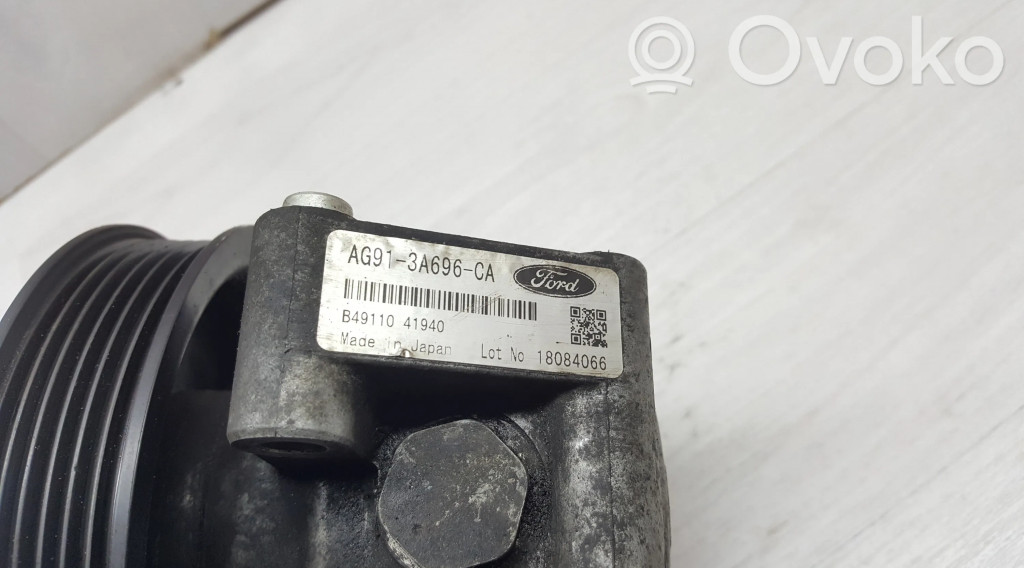 Ovoko
AG91-3A696-CA
Ford
B49110 41940
Made in Japan Lot No 18084066